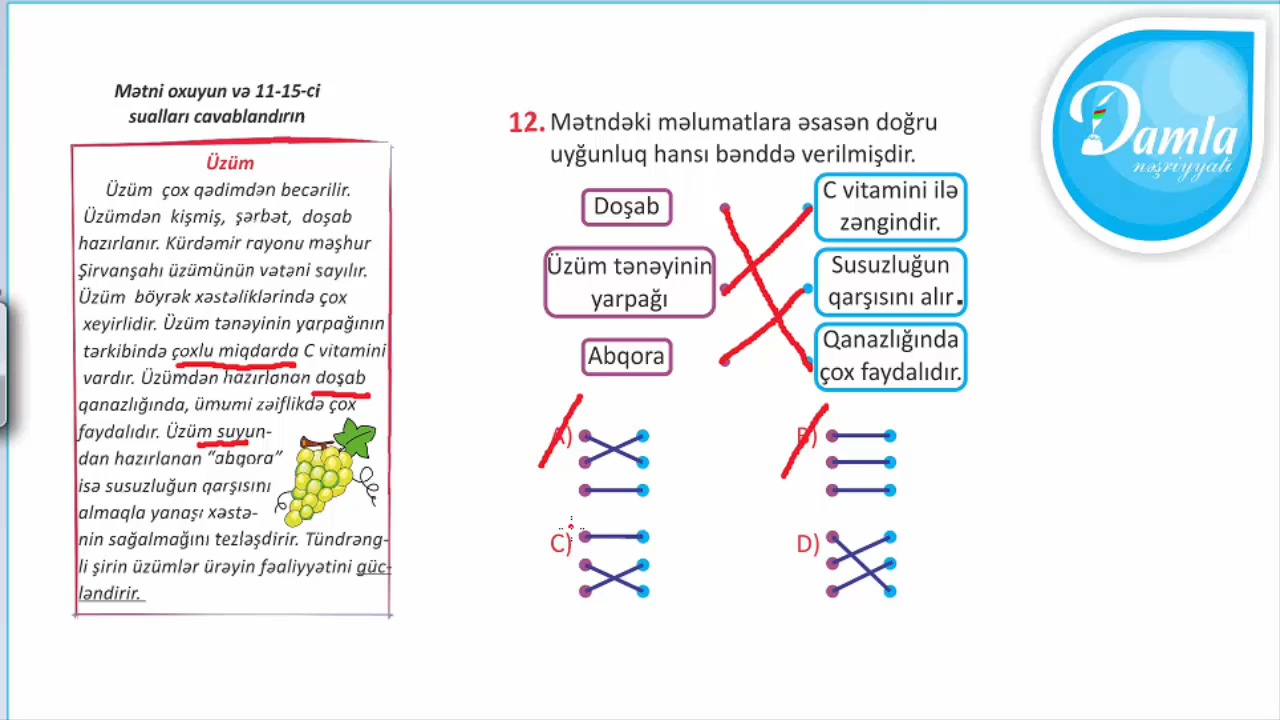 Mətni oxuyun və 11-15-ci
sualları cavablandırın
Üzüm
Üzüm çox qədimdən becərilir.
Üzümdən kişmiş, şərbət, doşab
hazırlanır. Kürdəmir rayonu məşhur
Şirvanşahı üzümünün vətəni sayılır.
Üzüm böyrək xəstəliklərində çox
xeyirlidir. Üzüm tənəyinin yarpağının
tərkibində çoxlu miqdarda C vitamini
vardır. Üzümdən hazırlanan doşab
qanazlığında, ümumi zəiflikdə çox
faydalıdır. Üzüm suyun-
dan hazırlanan “abqora”
isə susuzluğun qarşısını
almaqla yanaşı xəstə-
nin sağalmağını tezləşdirir. Tündrəng-
li şirin üzümlər ürəyin fəaliyyətini güc-
ləndirir.
12. Mətndəki məlumatlara əsasən doğru
uyğunluq hansı bənddə verilmişdir.
Doşab
Üzüm tənəyinin
yarpağı
Abqora
C vitamini ilə
zəngindir.
Susuzluğun
qarşısını alır.
Qanazlığında
çox faydalıdır.
A)
B)
C)
D)
Damla
nəşriyyatı